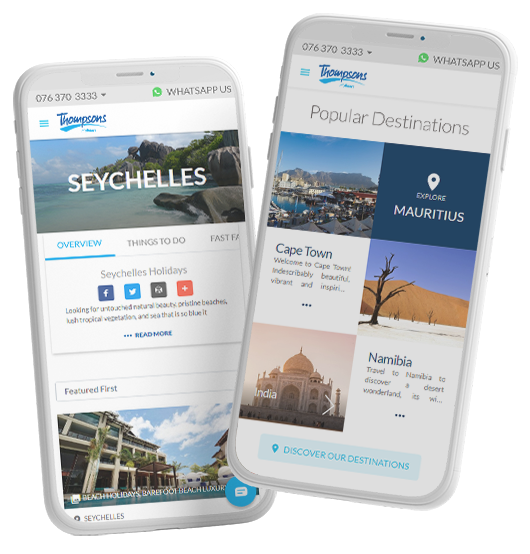 076 370 3333
WHATSAPP US
Thompsons
SEYCHELLES
OVERVIEW
THINGS TO DO
FAST FA
Seychelles Holidays
Looking for untouched natural beauty, pristine beaches,
lush tropical vegetation, and sea that is so blue it
••• READ MORE
Featured First
BEACH HOLIDAYS, BAREFOOT BEACH LUXUR
SEYCHELLES
076 370 3333
WHATSAPP US
Thompsons
Popular Destinations
EXPLORE
MAURITIUS
Cape Town
Welcome to Cape Town!
Indescribably beautiful,
vibrant and inspiri...
•••
Namibia
Travel to Namibia to
discover a desert
wonderland, its wi...
•••
India
DISCOVER OUR DESTINATIONS